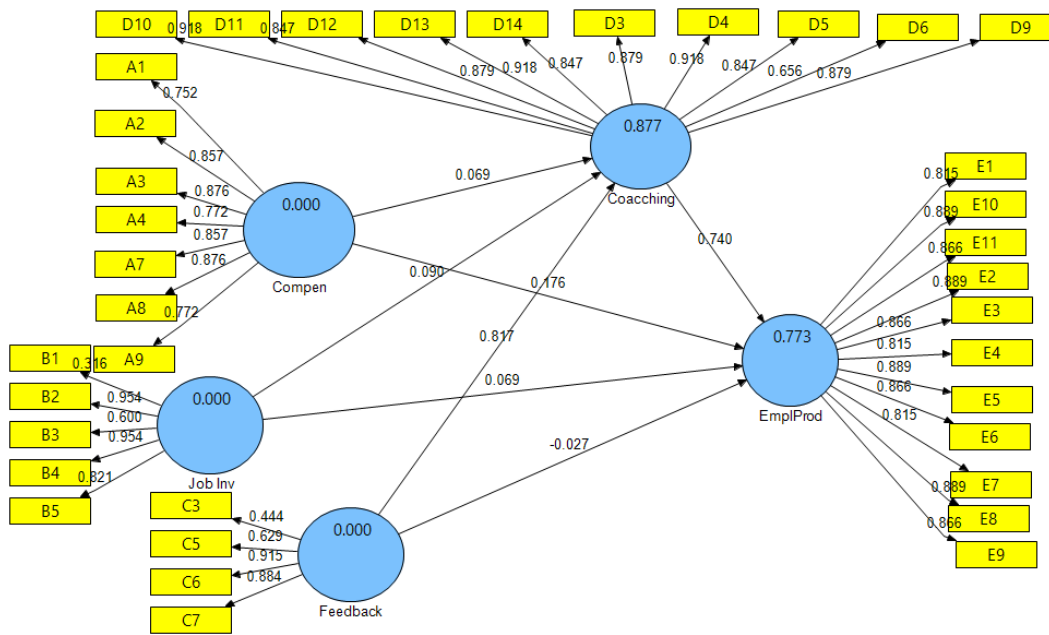 D10
D11
D12
D13
D14
D3
D4
D5
D6
D9
0.918
0.847
0.879
0.918
0.847
0.879
0.918
0.847
0.656
0.879
A1
0.752
A2
0.857
A3
0.876
A4
0.772
A7
0.857
A8
0.876
A9
0.772
0.000
Compen
0.877
Coacching
0.069
0.090
0.176
0.817
0.740
B1
0.316
B2
0.954
B3
0.600
B4
0.954
B5
0.821
0.000
Job Inv
0.069
-0.027
C3
0.444
C5
0.629
C6
0.915
C7
0.884
0.000
Feedback
0.773
EmplProd
0.815
E1
0.889
E10
0.866
E11
0.889
E2
0.866
E3
0.815
E4
0.889
E5
0.866
E6
0.815
E7
0.889
E8
0.866
E9